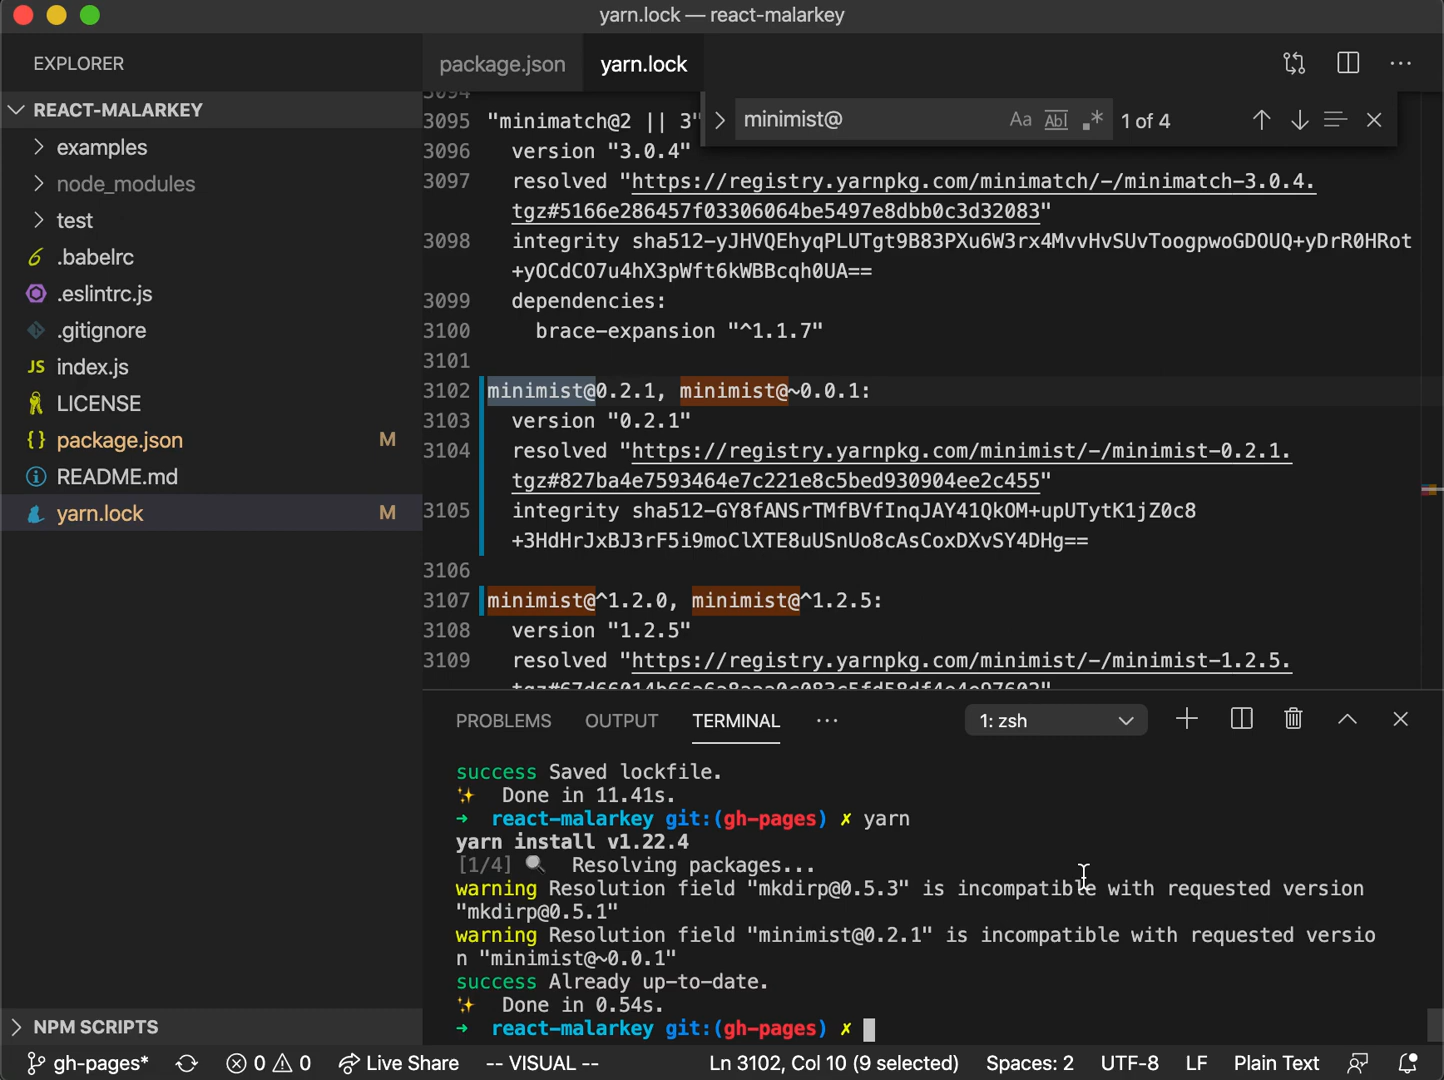 yarn.lock — react-malarkey
EXPLORER
REACT-MALARKEY
examples
node_modules
test
.babelrc
.eslintrc.js
.gitignore
JS index.js
LICENSE
{} package.json M
README.md
yarn.lock M
NPM SCRIPTS
package.json
yarn.lock
minimist@
Aa Abl .* 1 of 4
3094
3095 "minimatch@2 || 3"
3096 version "3.0.4"
3097 resolved "https://registry.yarnpkg.com/minimatch/-/minimatch-3.0.4.
tgz#5166e286457f03306064be5497e8dbb0c3d32083"
3098 integrity sha512-yJHVQEhyqPLUTgt9B83PXu6W3rx4MvvHvSUvToogpwoGDOUQ+yDrR0HRot
+yOCdCO7u4hX3pWft6kWBBcqh0UA==
3099 dependencies:
3100 brace-expansion "^1.1.7"
3101
3102 minimist@0.2.1, minimist@~0.0.1:
3103 version "0.2.1"
3104 resolved "https://registry.yarnpkg.com/minimist/-/minimist-0.2.1.
tgz#827ba4e7593464e7c221e8c5bed930904ee2c455"
3105 integrity sha512-GY8fANSrTMfBVfInqJAY41QkOM+upUTytK1jZ0c8
+3HdHrJxBJ3rF5i9moClXTE8uUSnUo8cAsCoxDXvSY4DHg==
3106
3107 minimist@^1.2.0, minimist@^1.2.5:
3108 version "1.2.5"
3109 resolved "https://registry.yarnpkg.com/minimist/-/minimist-1.2.5.
PROBLEMS OUTPUT TERMINAL ··· 1: zsh
success Saved lockfile.
✨ Done in 11.41s.
→ react-malarkey git:(gh-pages) ✗ yarn
yarn install v1.22.4
[1/4] 🔍 Resolving packages...
warning Resolution field "mkdirp@0.5.3" is incompatible with requested version
"mkdirp@0.5.1"
warning Resolution field "minimist@0.2.1" is incompatible with requested versio
n "minimist@~0.0.1"
success Already up-to-date.
✨ Done in 0.54s.
→ react-malarkey git:(gh-pages) ✗
gh-pages* 0 0 Live Share -- VISUAL -- Ln 3102, Col 10 (9 selected) Spaces: 2 UTF-8 LF Plain Text